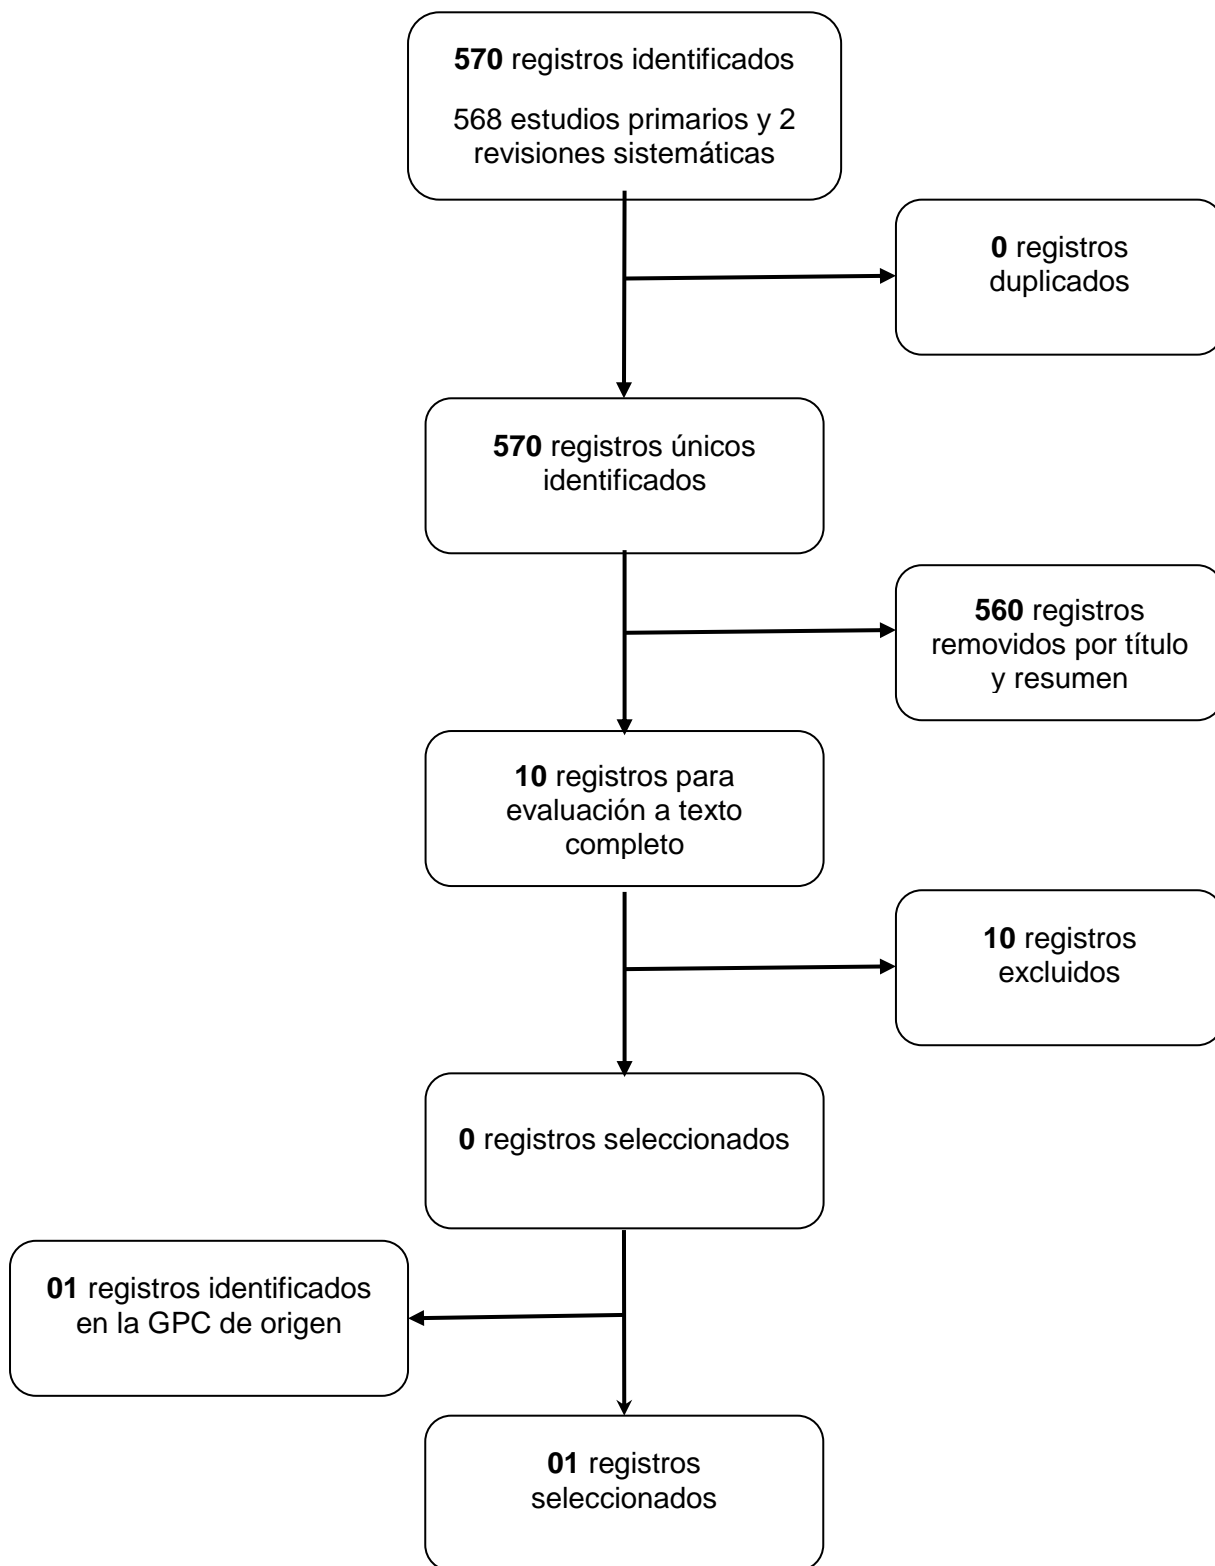 570 registros identificados
568 estudios primarios y 2
revisiones sistemáticas
0 registros
duplicados
570 registros únicos
identificados
560 registros
removidos por título
y resumen
10 registros para
evaluación a texto
completo
10 registros
excluidos
0 registros seleccionados
01 registros identificados
en la GPC de origen
01 registros
seleccionados